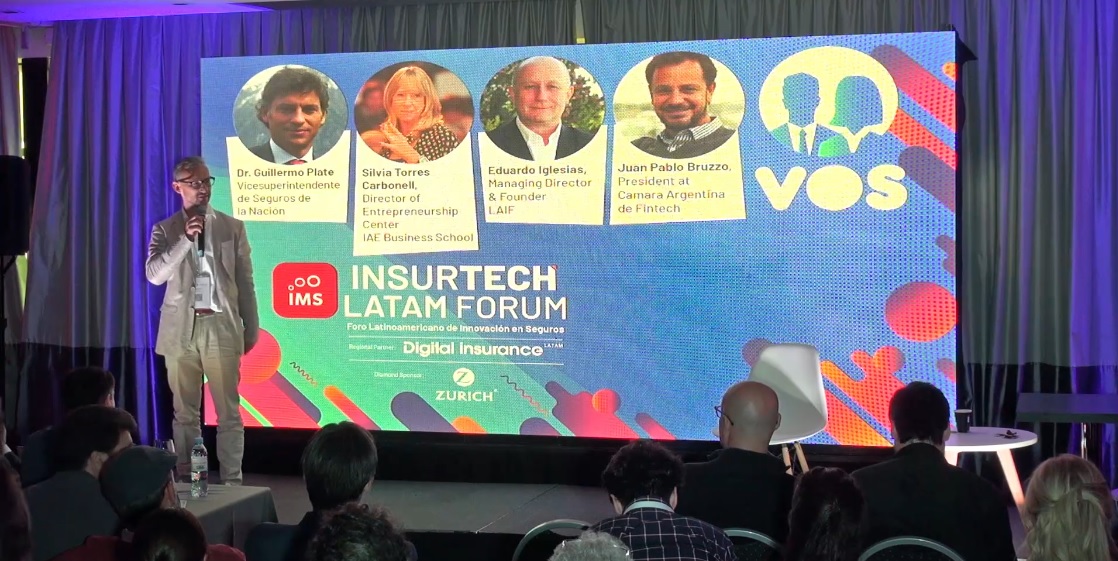 Dr. Guillermo Plate
Vicesuperintendente
de Seguros de
la Nación
Silvia Torres
Carbonell,
Director of
Entrepreneurship
Center
IAE Business School
Eduardo Iglesias,
Managing Director
& Founder
LAIF
Juan Pablo Bruzzo,
President at
Camara Argentina
de Fintech
VOS
IMS
INSURTECH
LATAM FORUM
Foro Latinoamericano de Innovación en Seguros
Regional Partner:
Digital Insurance LATAM
Diamond Sponsor:
ZURICH